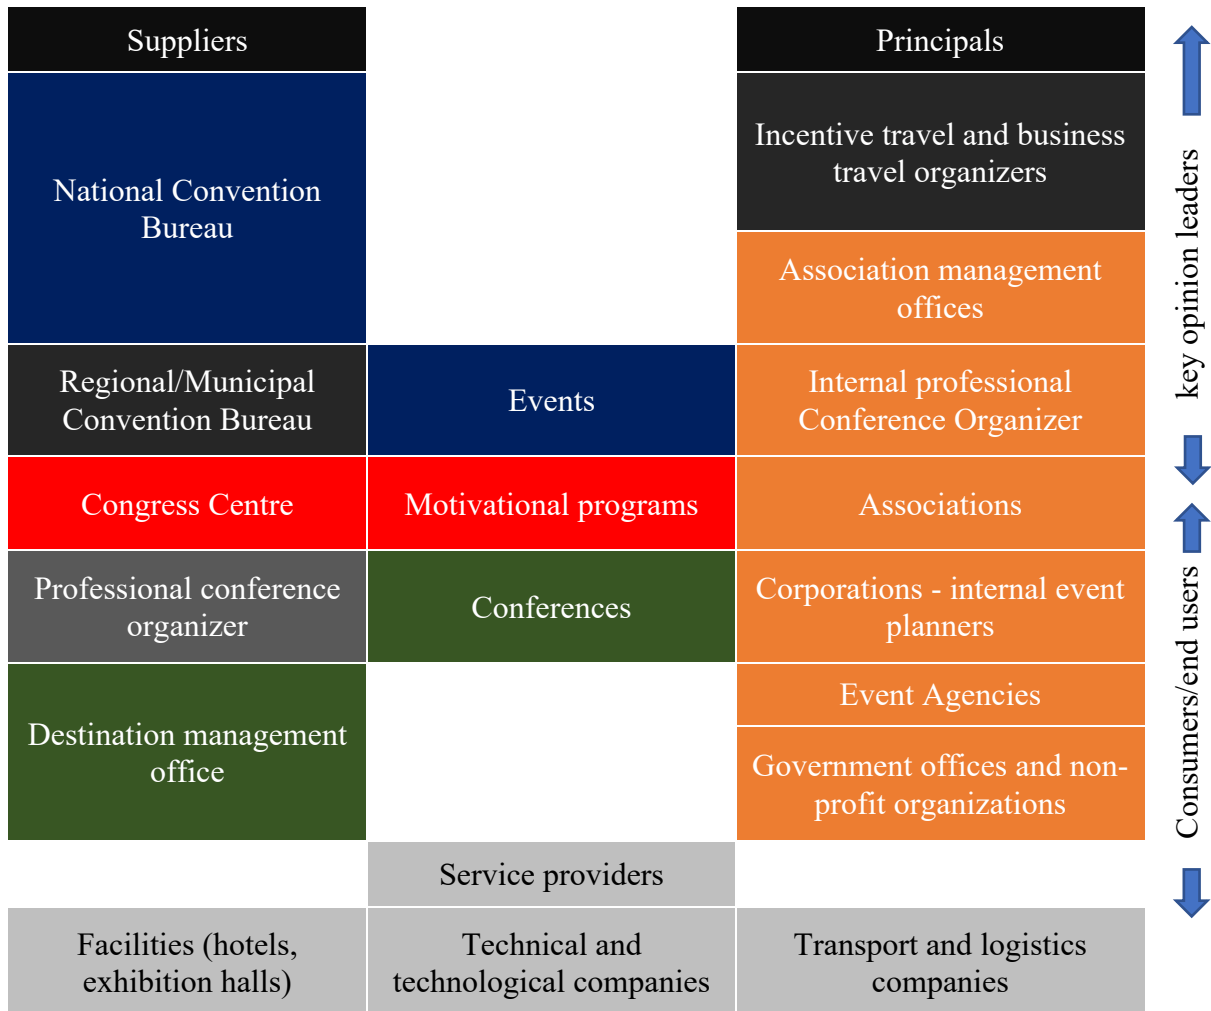 Suppliers
Principals
National Convention
Bureau
Incentive travel and business
travel organizers
Association management
offices
Regional/Municipal
Convention Bureau
Events
Internal professional
Conference Organizer
Congress Centre
Motivational programs
Associations
Professional conference
organizer
Conferences
Corporations - internal event
planners
Destination management
office
Event Agencies
Government offices and non-
profit organizations
key opinion leaders
Consumers/end users
Service providers
Facilities (hotels,
exhibition halls)
Technical and
technological companies
Transport and logistics
companies